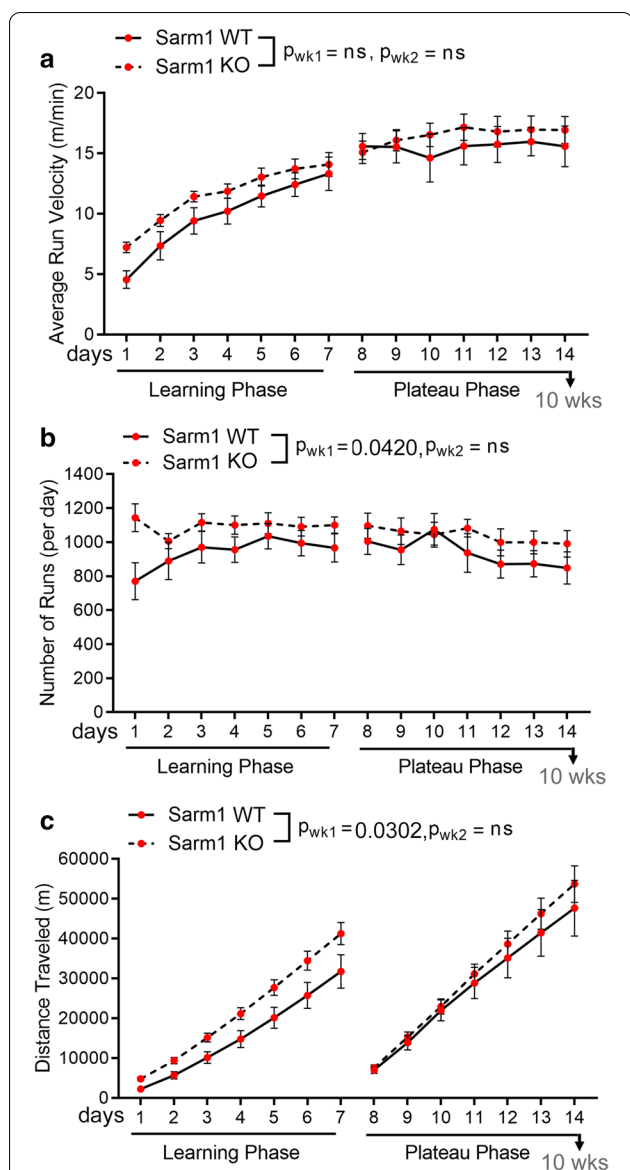 a
Sarm1 WT
Sarm1 KO
pwk1 = ns, pwk2 = ns
Average Run Velocity (m/min)
20
15
10
5
0
days 1 2 3 4 5 6 7 8 9 10 11 12 13 14
Learning Phase Plateau Phase
10 wks
b
Sarm1 WT
Sarm1 KO
pwk1 = 0.0420, pwk2 = ns
Number of Runs (per day)
1400
1200
1000
800
600
400
200
0
days 1 2 3 4 5 6 7 8 9 10 11 12 13 14
Learning Phase Plateau Phase
10 wks
c
Sarm1 WT
Sarm1 KO
pwk1 = 0.0302, pwk2 = ns
Distance Traveled (m)
60000
50000
40000
30000
20000
10000
0
days 1 2 3 4 5 6 7 8 9 10 11 12 13 14
Learning Phase Plateau Phase
10 wks